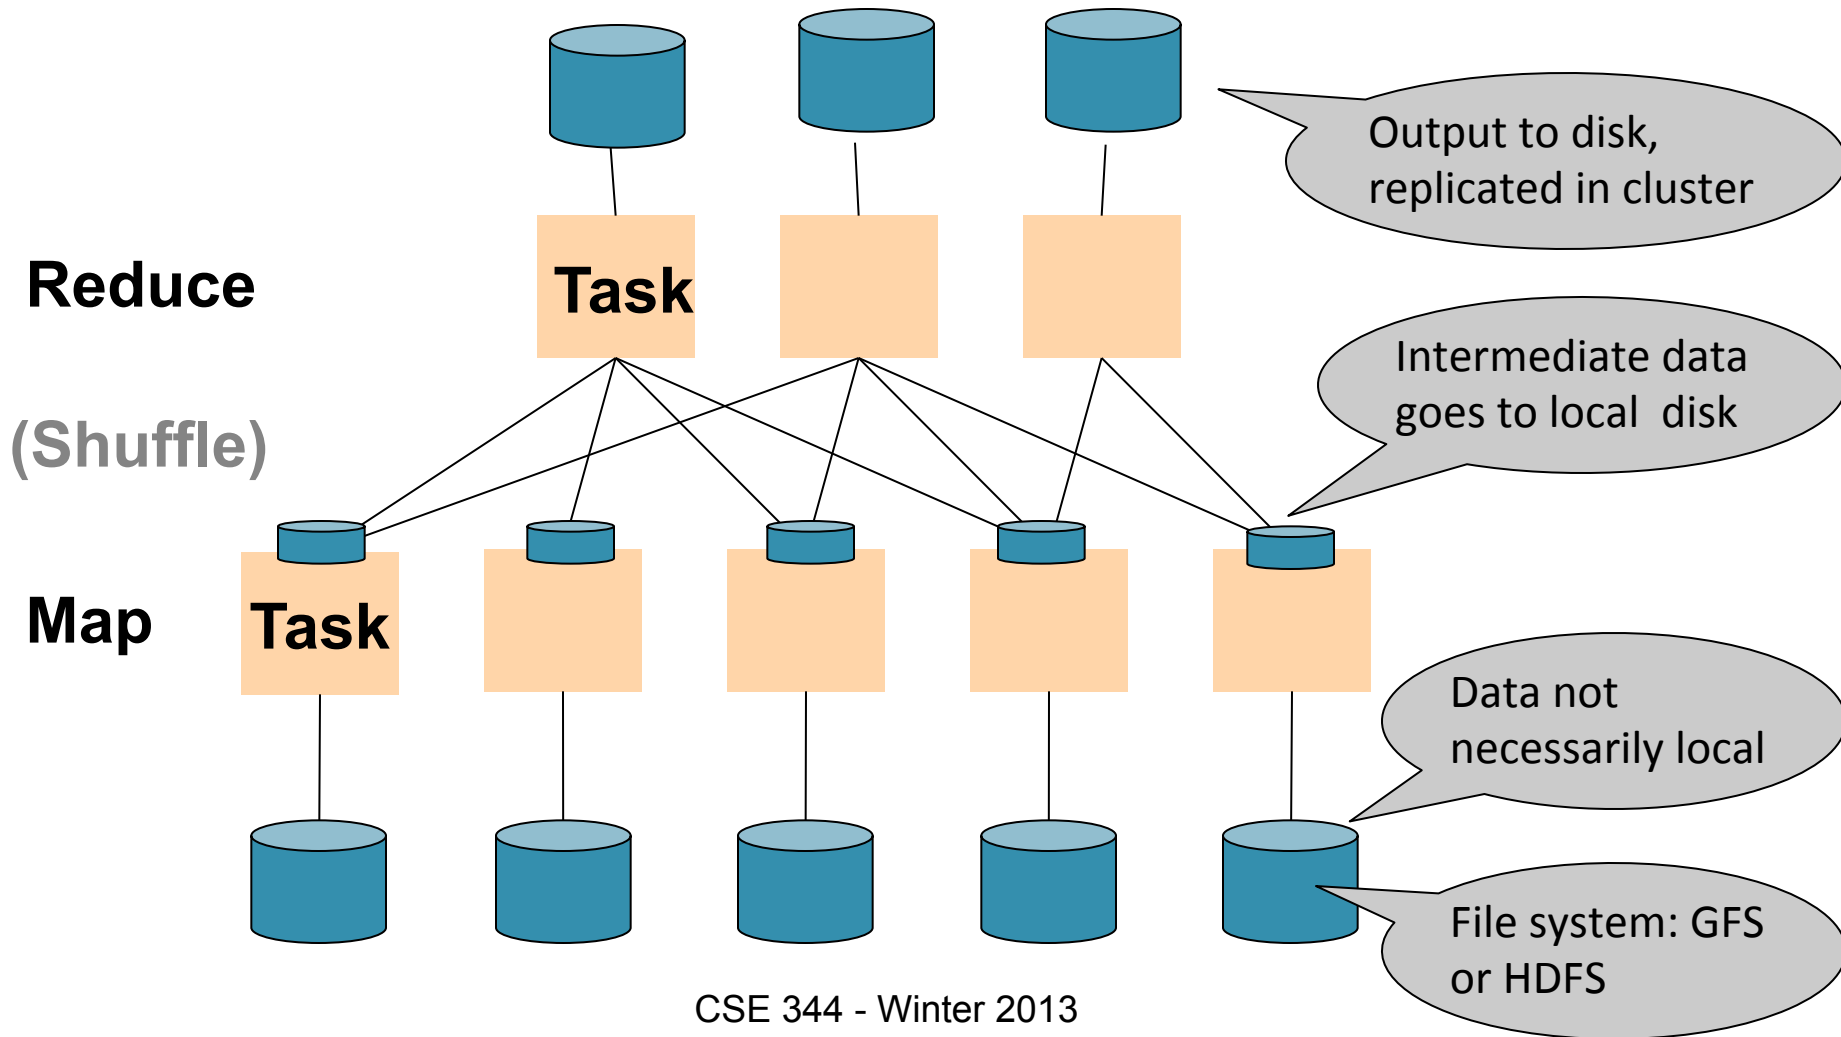 Output to disk,
replicated in cluster
Reduce
Task
Intermediate data
goes to local  disk
(Shuffle)
Map
Task
Data not
necessarily local
File system: GFS
or HDFS
CSE 344 - Winter 2013